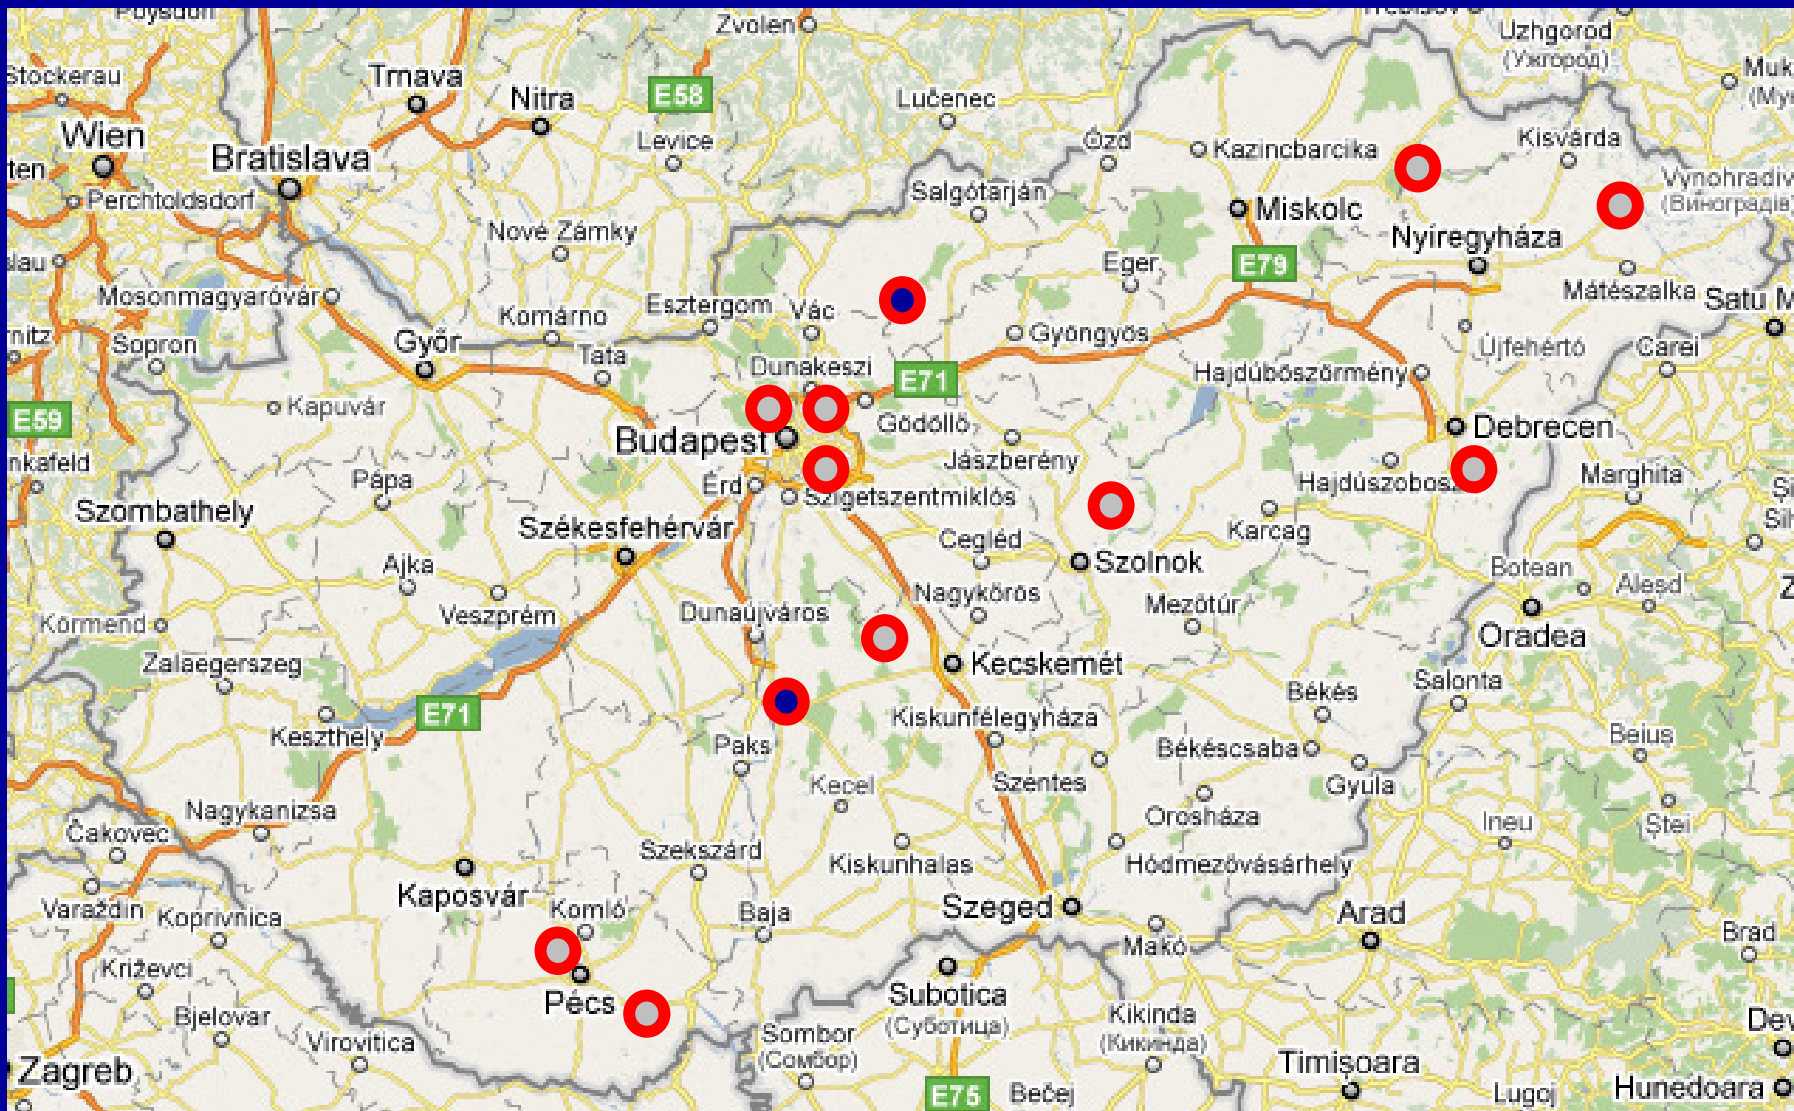 Zvolen
Uzhgorod
(Ужгород)
Stockerau
Trnava
E58
Nitra
Lučenec
Wien
Levice
Ózd
Kazincbarcika
Kisvárda
Bratislava
Perchtoldsdorf
Salgótarján
Miskolc
Vynohradiv
(Виноградів)
Nové Zámky
Nyíregyháza
Eger
E79
Mosonmagyaróvár
Komárno
Esztergom
Vác
Mátészalka
Satu M
Sopron
Győr
Tata
Gyöngyös
Újfehértó
Carei
Dunakeszi
E71
Hajdúböszörmény
Kapuvár
E59
Gödöllő
Budapest
Debrecen
Jászberény
Pápa
Érd
Szigetszentmiklós
Hajdúszobosz
Marghita
Szombathely
Székesfehérvár
Karcag
Cegléd
Szolnok
Ajka
Botean
Alesd
Veszprém
Nagykörös
Mezőtúr
Körmend
Dunaújváros
Oradea
Zalaegerszeg
Kecskemét
Salonta
E71
Békés
Keszthely
Kiskunfélegyháza
Paks
Békéscsaba
Beiuş
Kecel
Szentes
Gyula
Nagykanizsa
Orosháza
Čakovec
Ineu
Ştei
Szekszárd
Kiskunhalas
Hódmezővásárhely
Kaposvár
Varaždin
Koprivnica
Komló
Baja
Szeged
Arad
Makó
Brad
Križevci
Pécs
Subotica
(Суботица)
Kikinda
(Кикинда)
Bjelovar
Virovitica
Sombor
(Сомбор)
Zagreb
Timişoara
E75
Bečej
Lugoj
Hunedoara